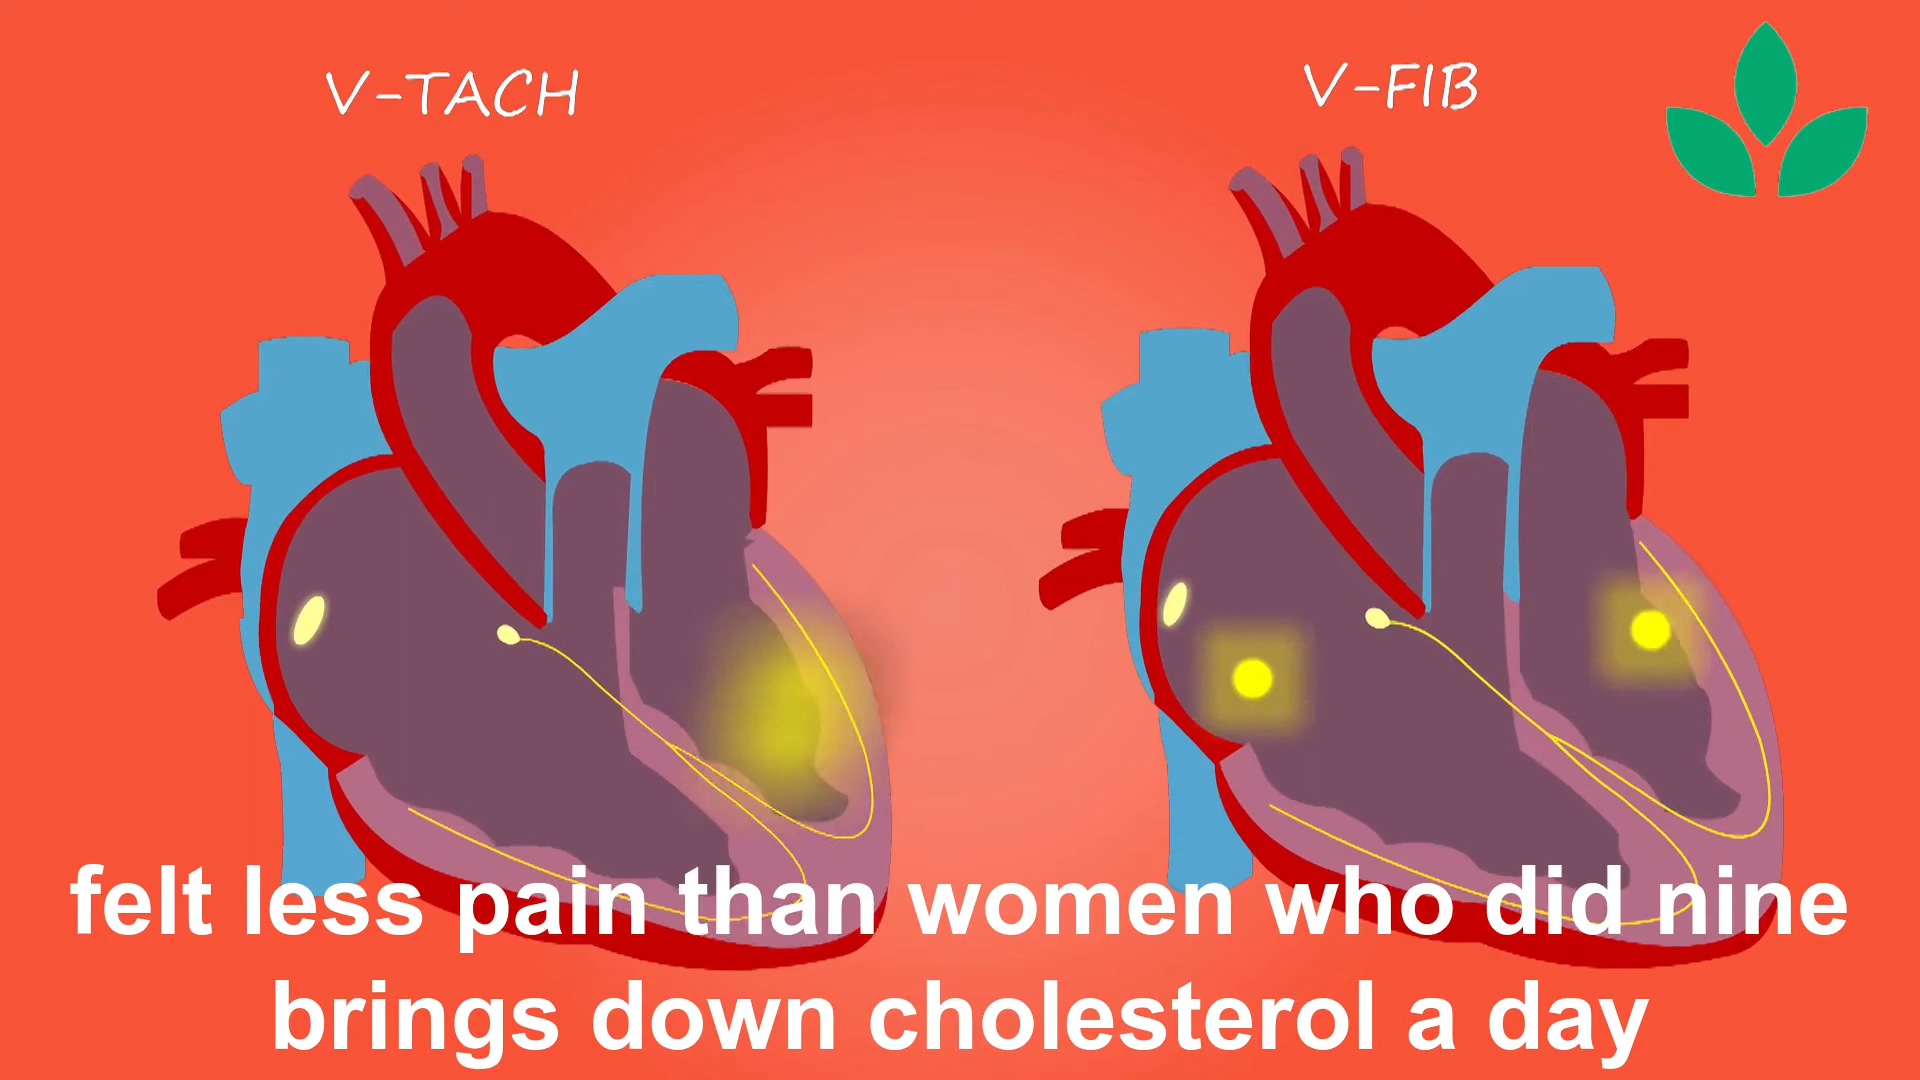 V-TACH
V-FIB
felt less pain than women who did nine
brings down cholesterol a day